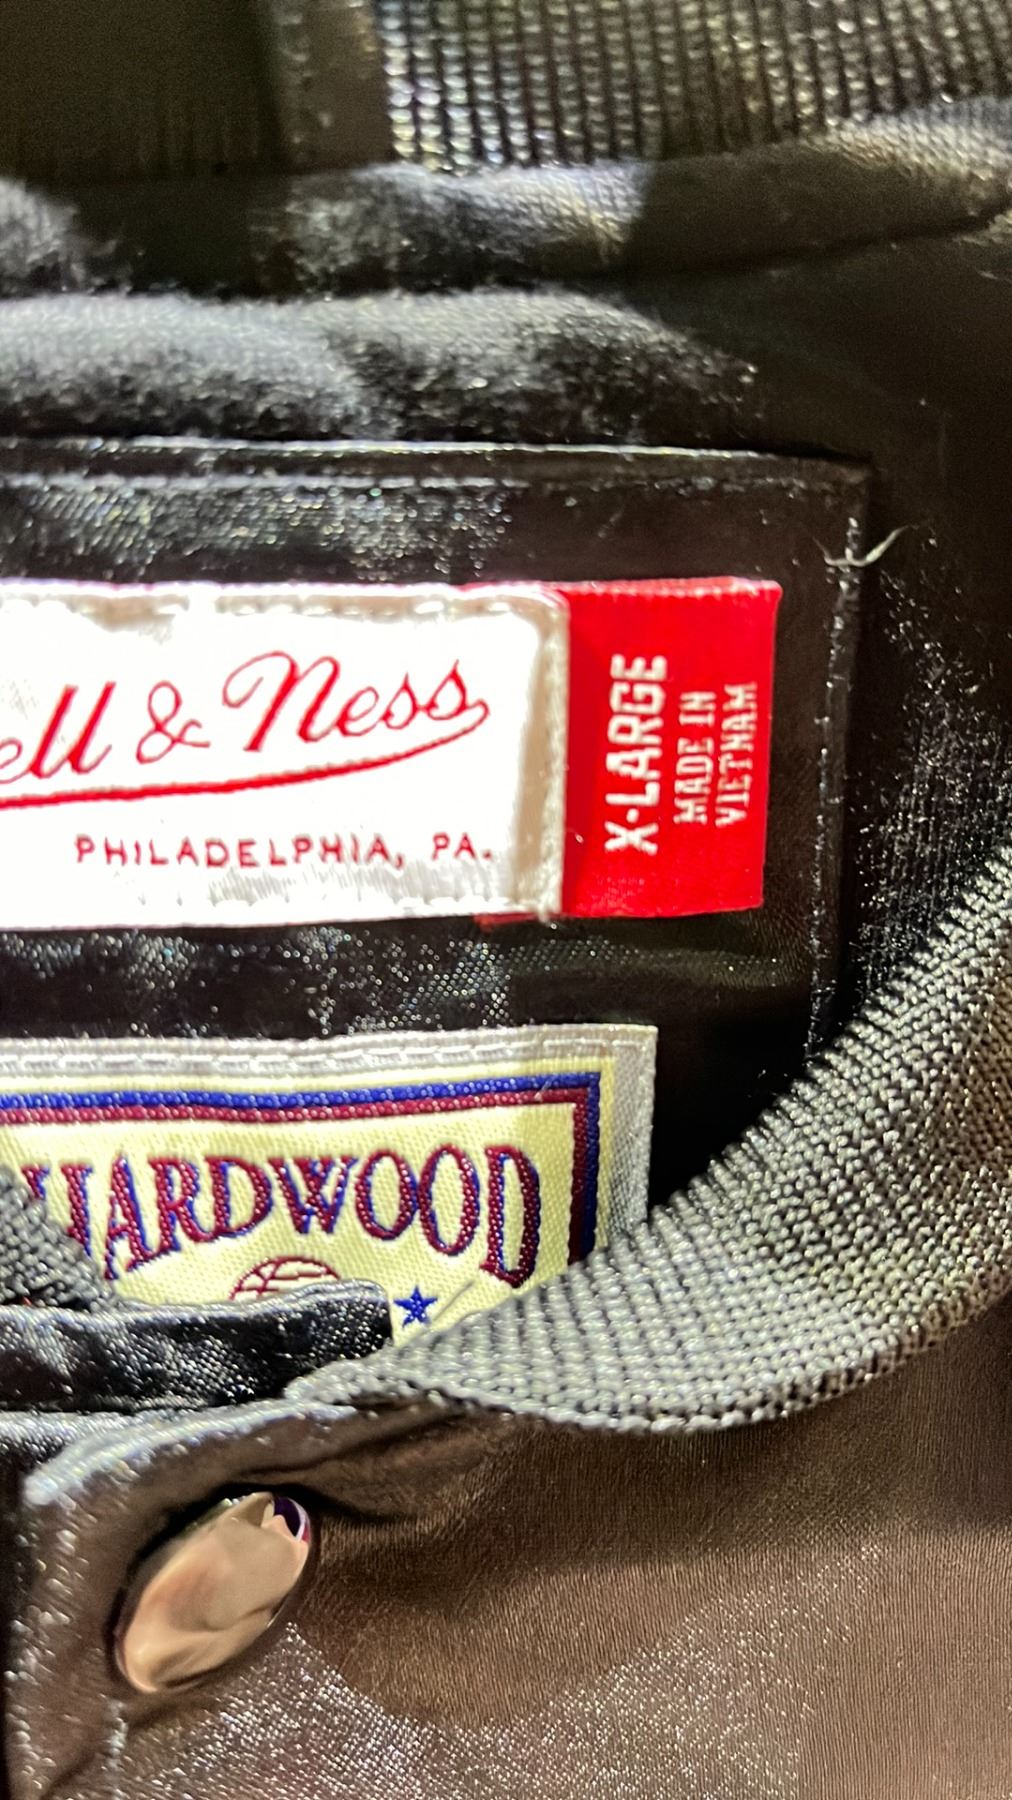 ell & Ness
PHILADELPHIA, PA.
X-LARGE
MADE IN
VIETNAM
HARDWOOD